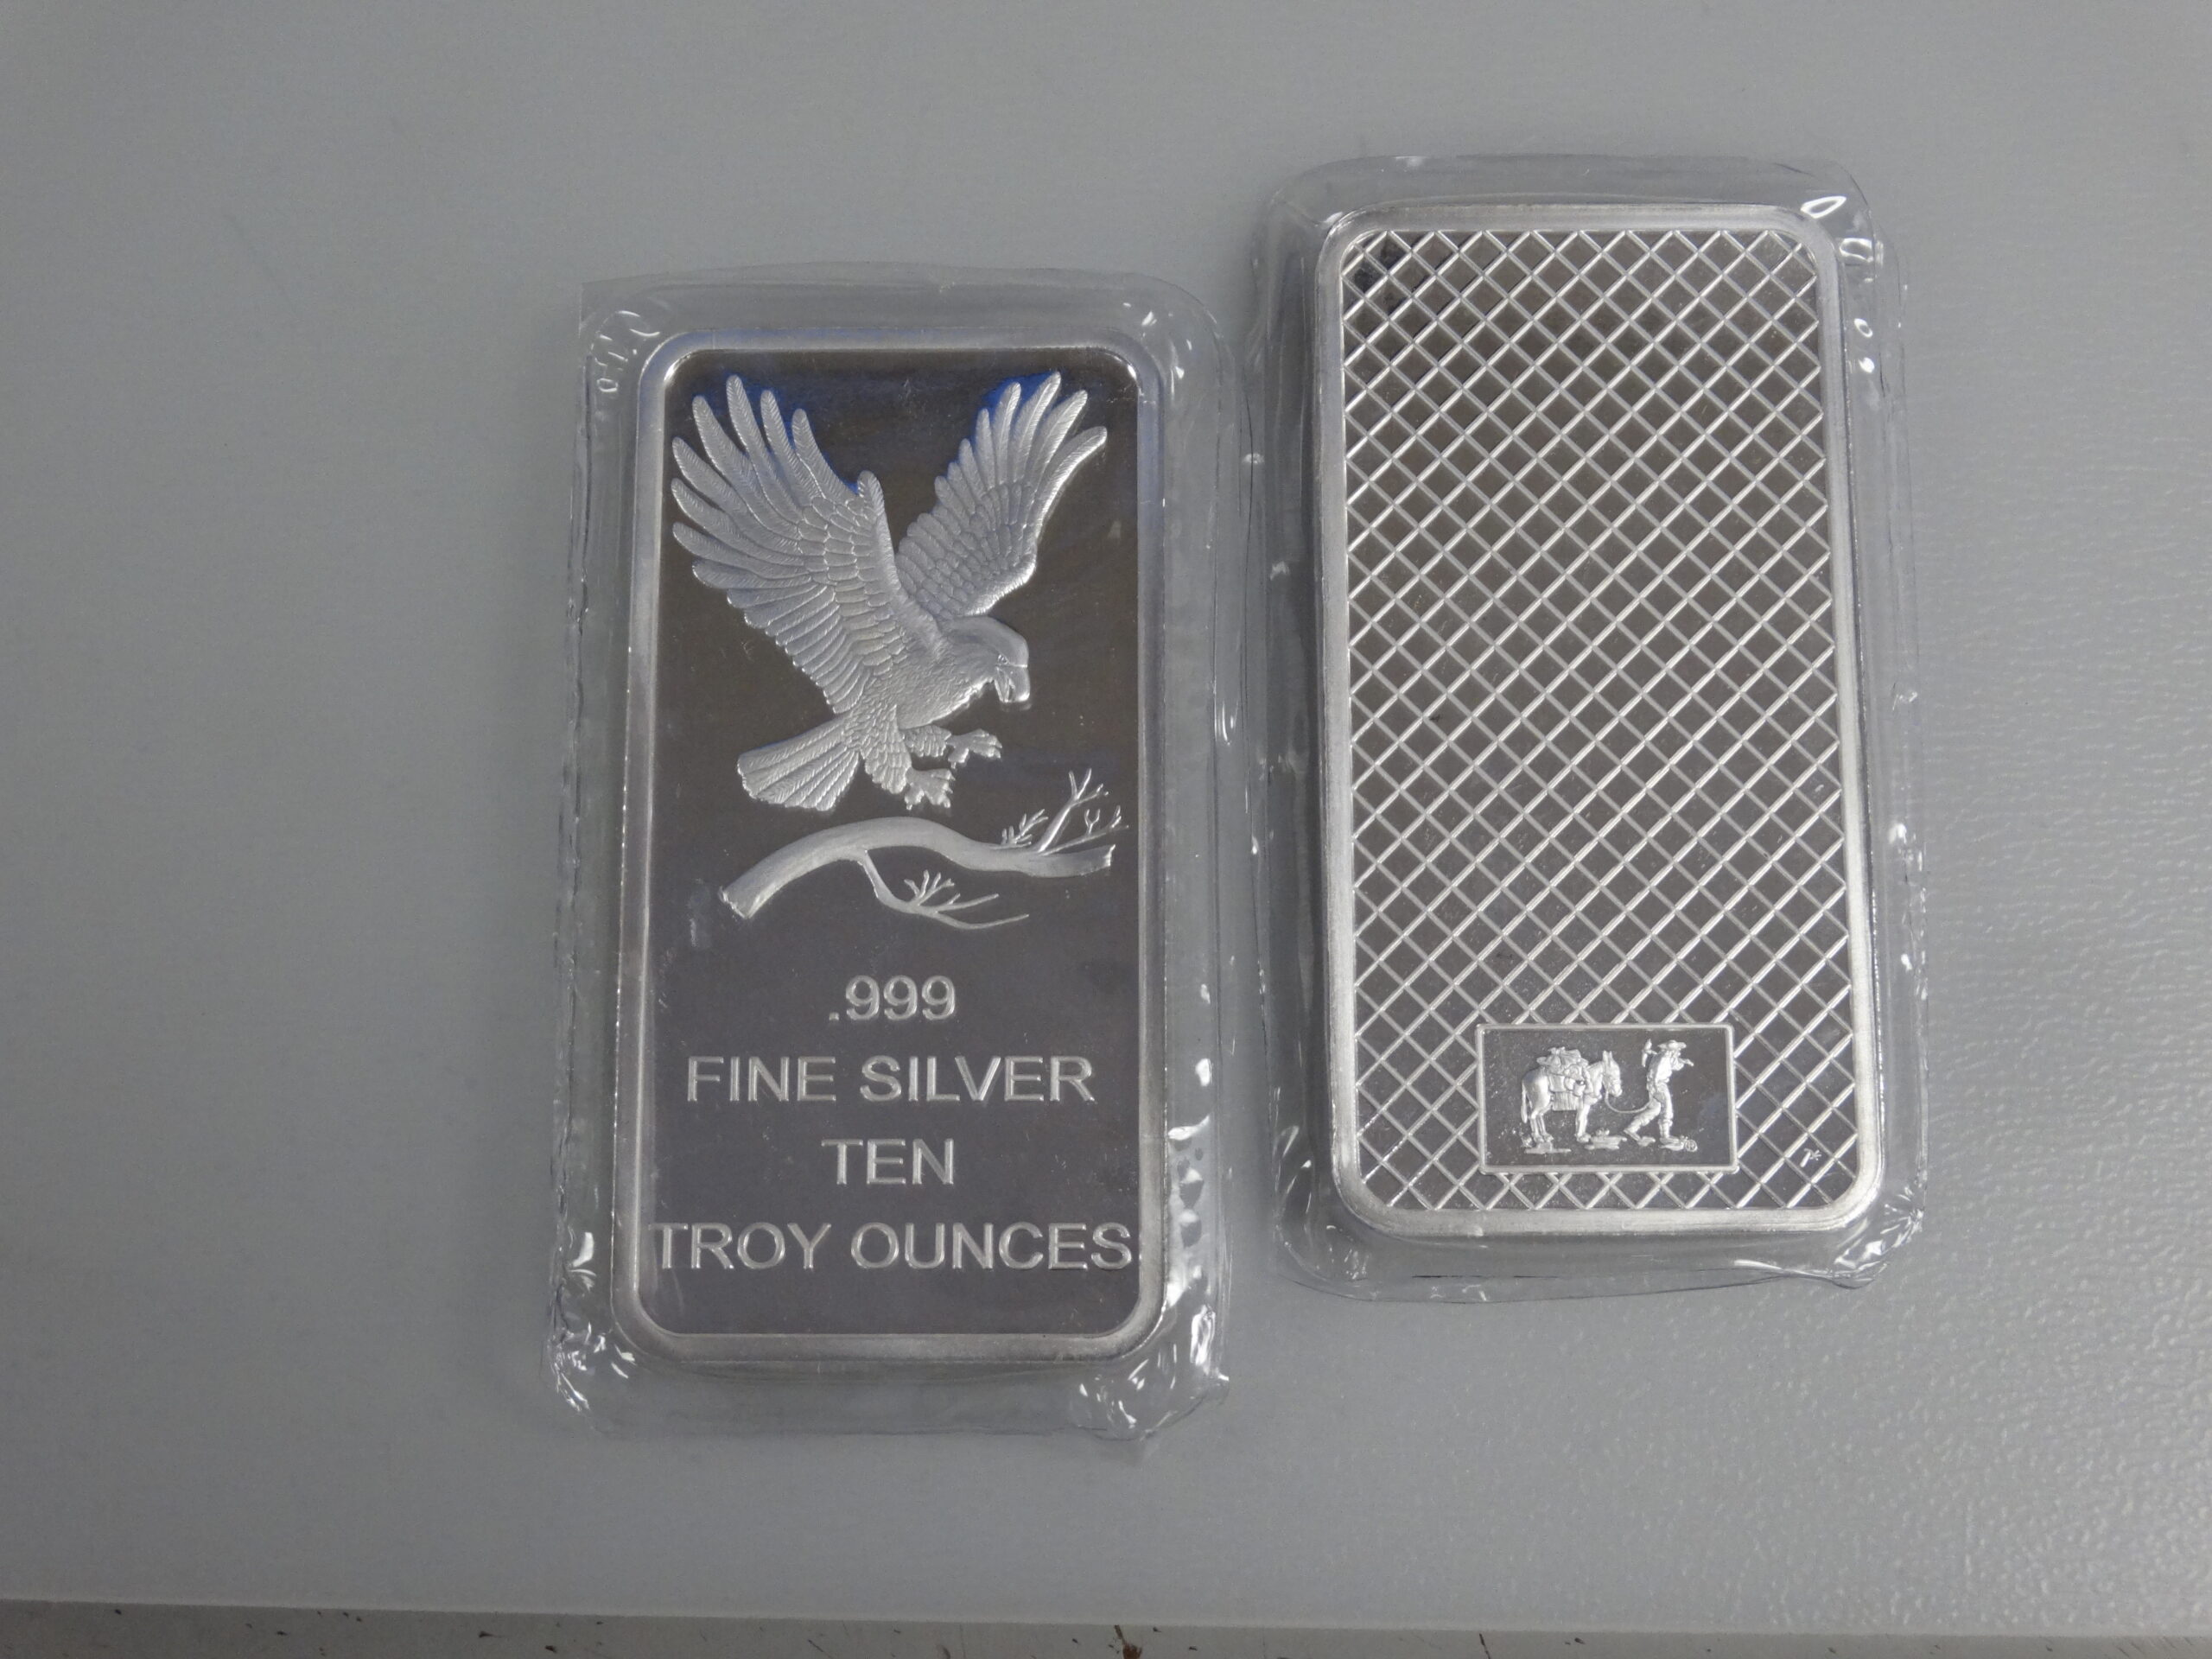 .999
FINE SILVER
TEN
TROY OUNCES